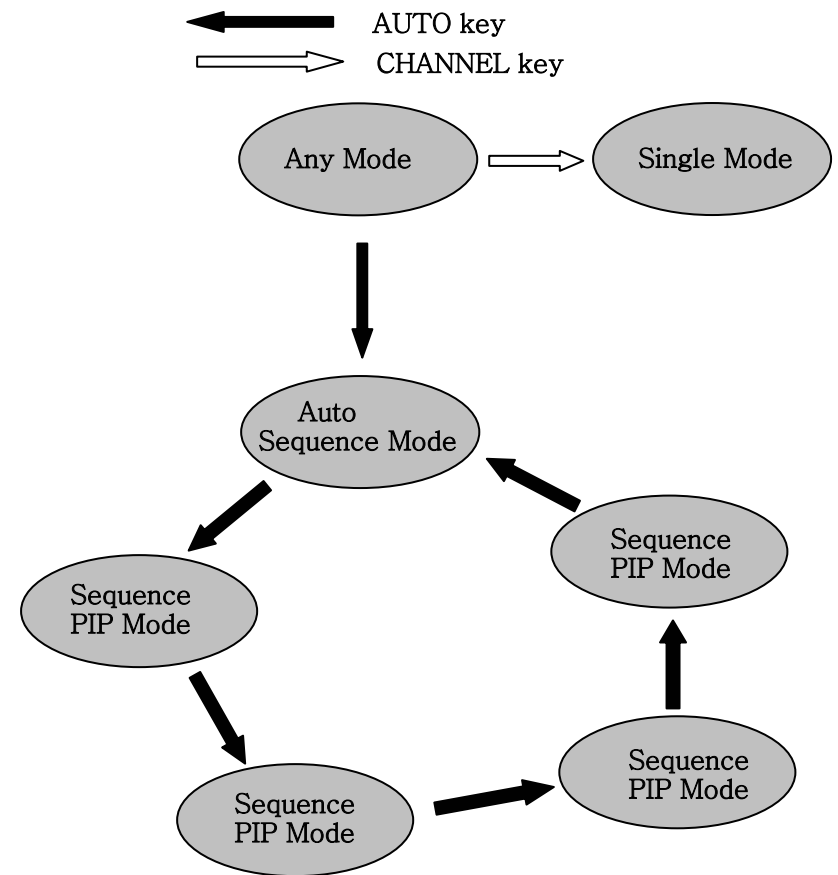 AUTO key
CHANNEL key
Any Mode
Single Mode
Auto
Sequence Mode
Sequence
PIP Mode
Sequence
PIP Mode
Sequence
PIP Mode
Sequence
PIP Mode